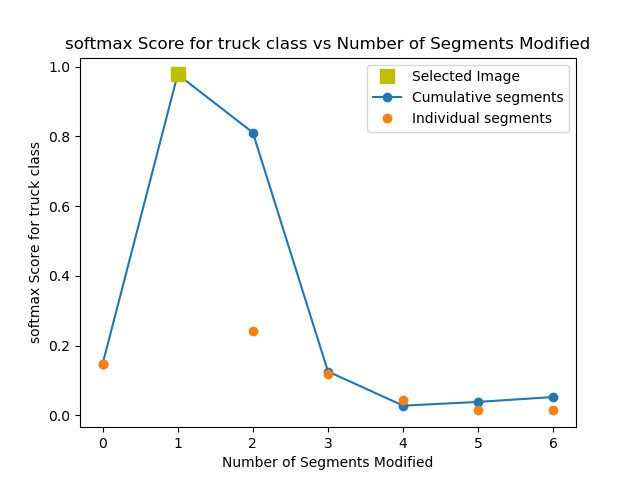 softmax Score for truck class vs Number of Segments Modified
Selected Image
Cumulative segments
Individual segments
softmax Score for truck class
1.0
0.8
0.6
0.4
0.2
0.0
0 1 2 3 4 5 6
Number of Segments Modified